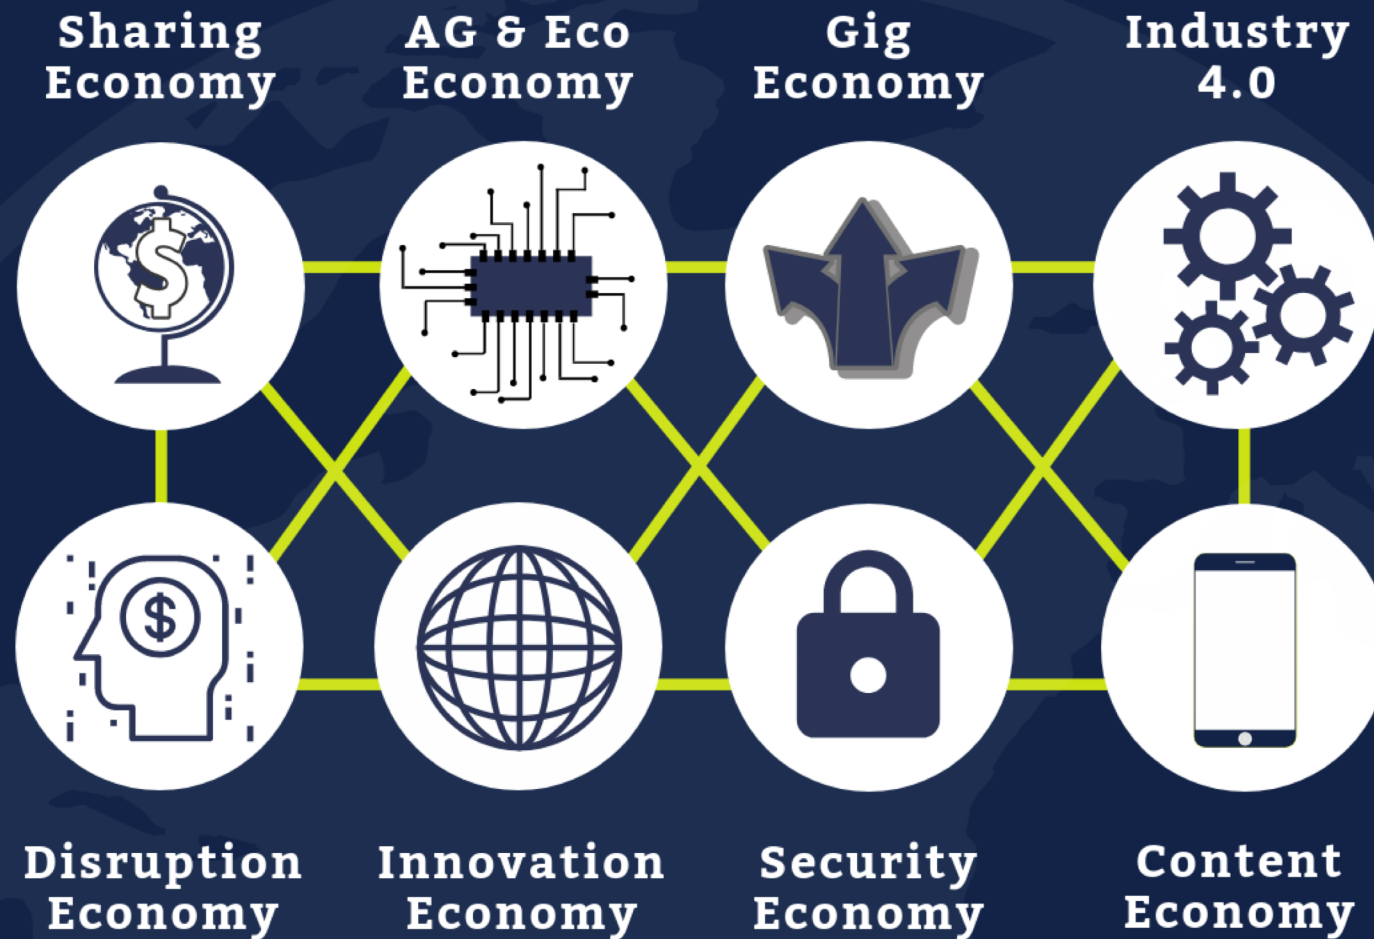 Sharing
Economy
AG & Eco
Economy
Gig
Economy
Industry
4.0
$
$
Disruption
Economy
Innovation
Economy
Security
Economy
Content
Economy